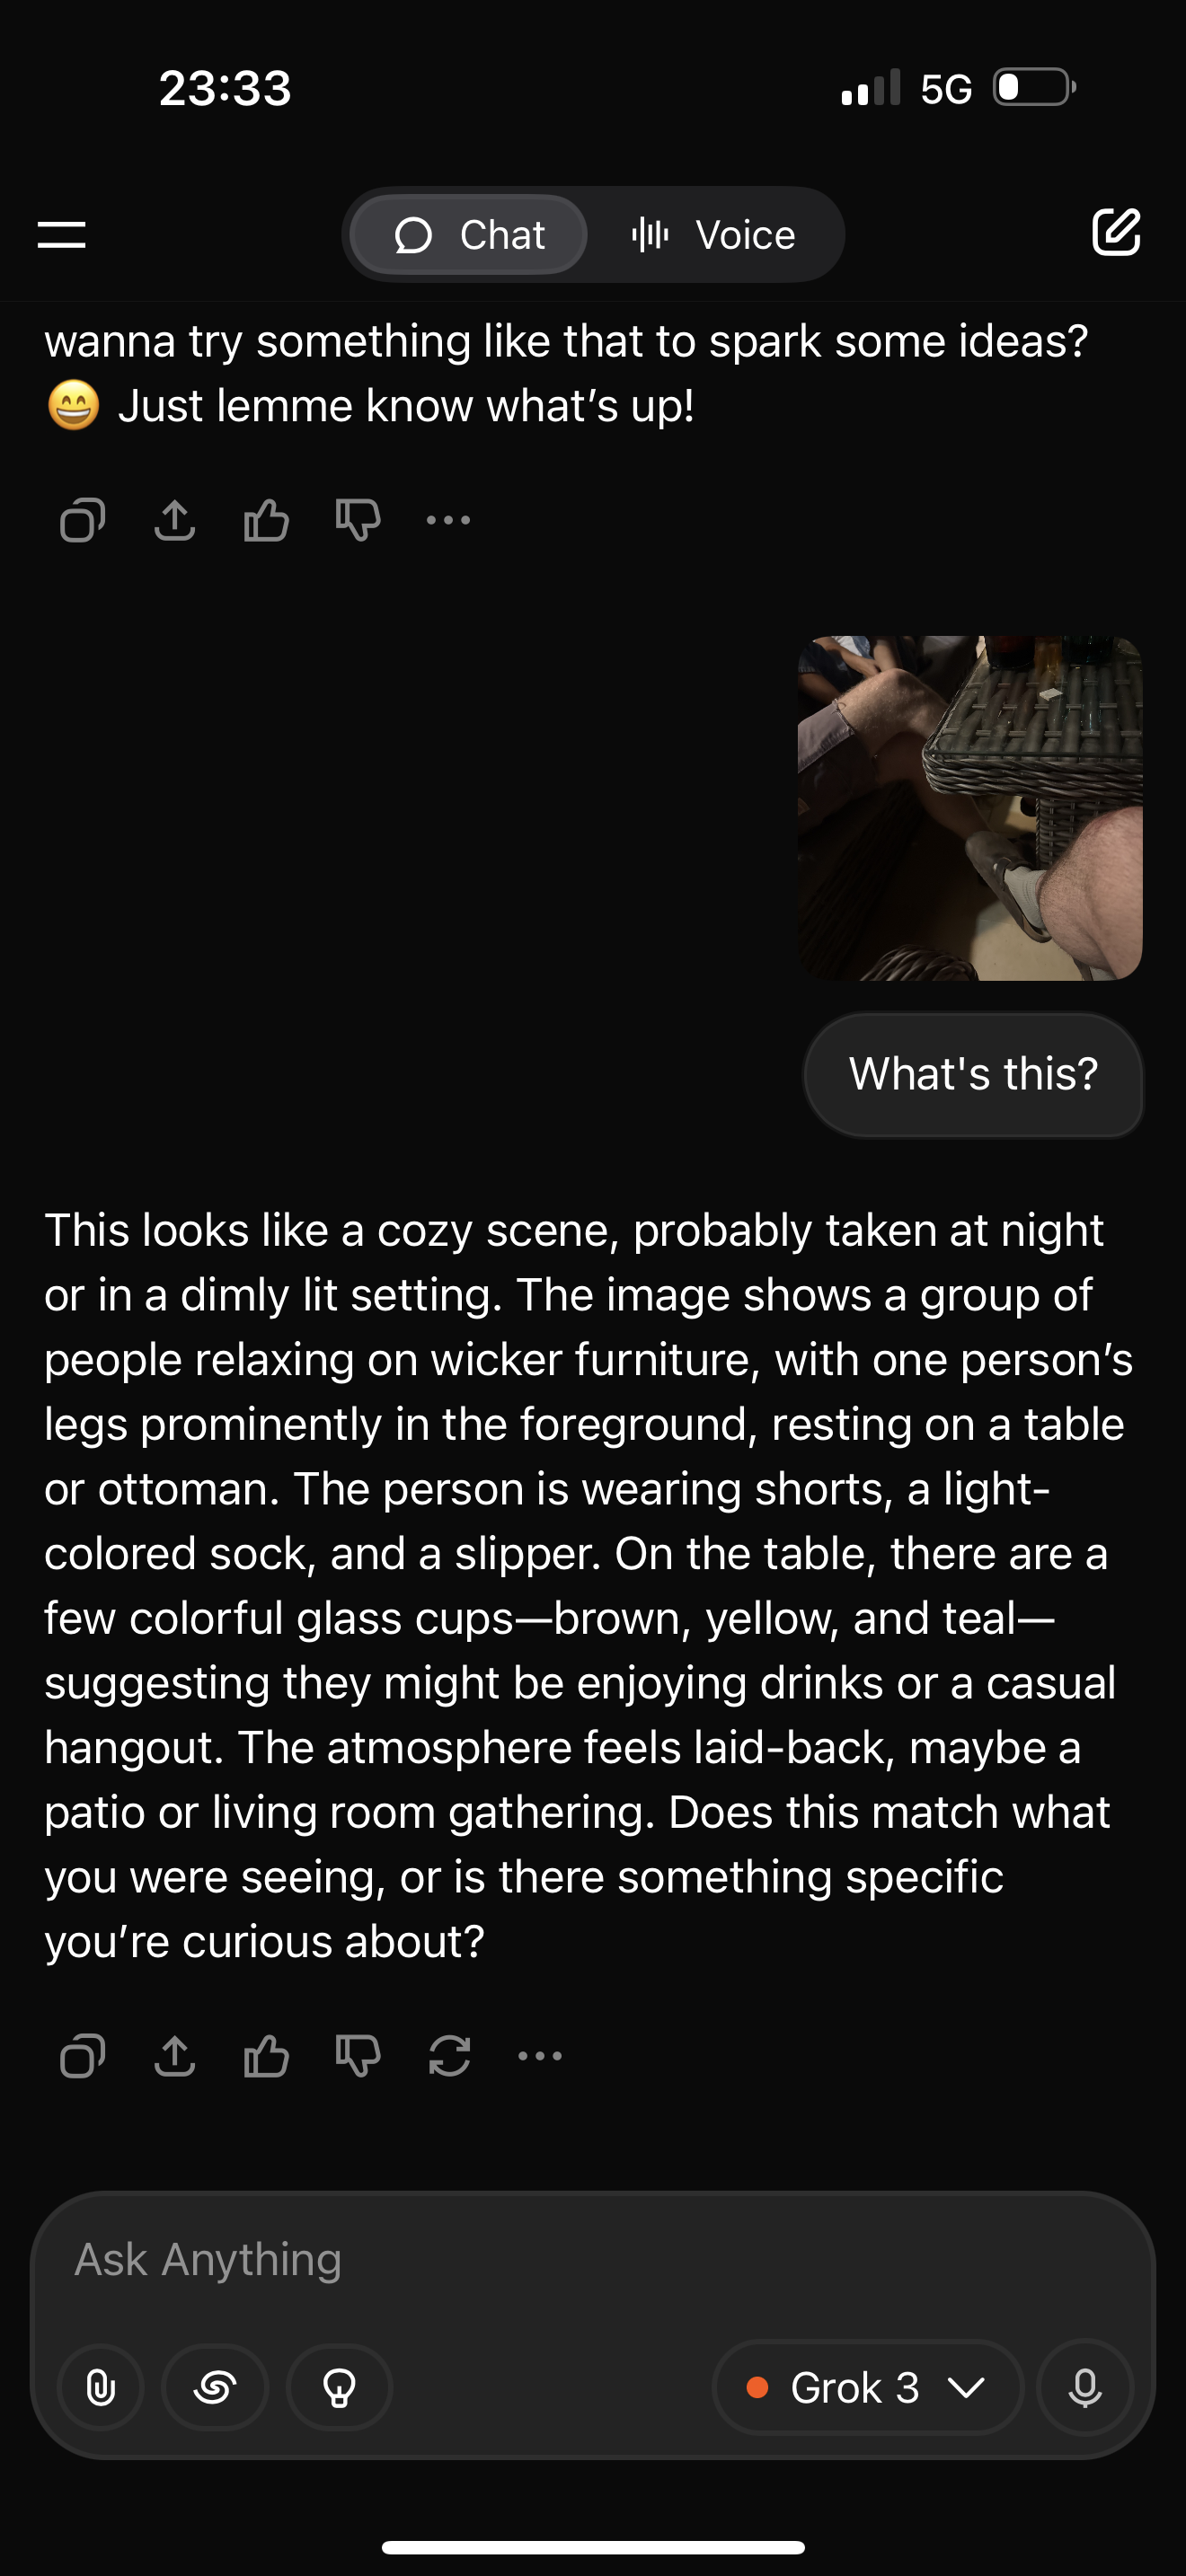 23:33
5G
Chat
Voice
wanna try something like that to spark some ideas?
😄 Just lemme know what’s up!
What's this?
This looks like a cozy scene, probably taken at night
or in a dimly lit setting. The image shows a group of
people relaxing on wicker furniture, with one person’s
legs prominently in the foreground, resting on a table
or ottoman. The person is wearing shorts, a light-
colored sock, and a slipper. On the table, there are a
few colorful glass cups—brown, yellow, and teal—
suggesting they might be enjoying drinks or a casual
hangout. The atmosphere feels laid-back, maybe a
patio or living room gathering. Does this match what
you were seeing, or is there something specific
you’re curious about?
Ask Anything
Grok 3